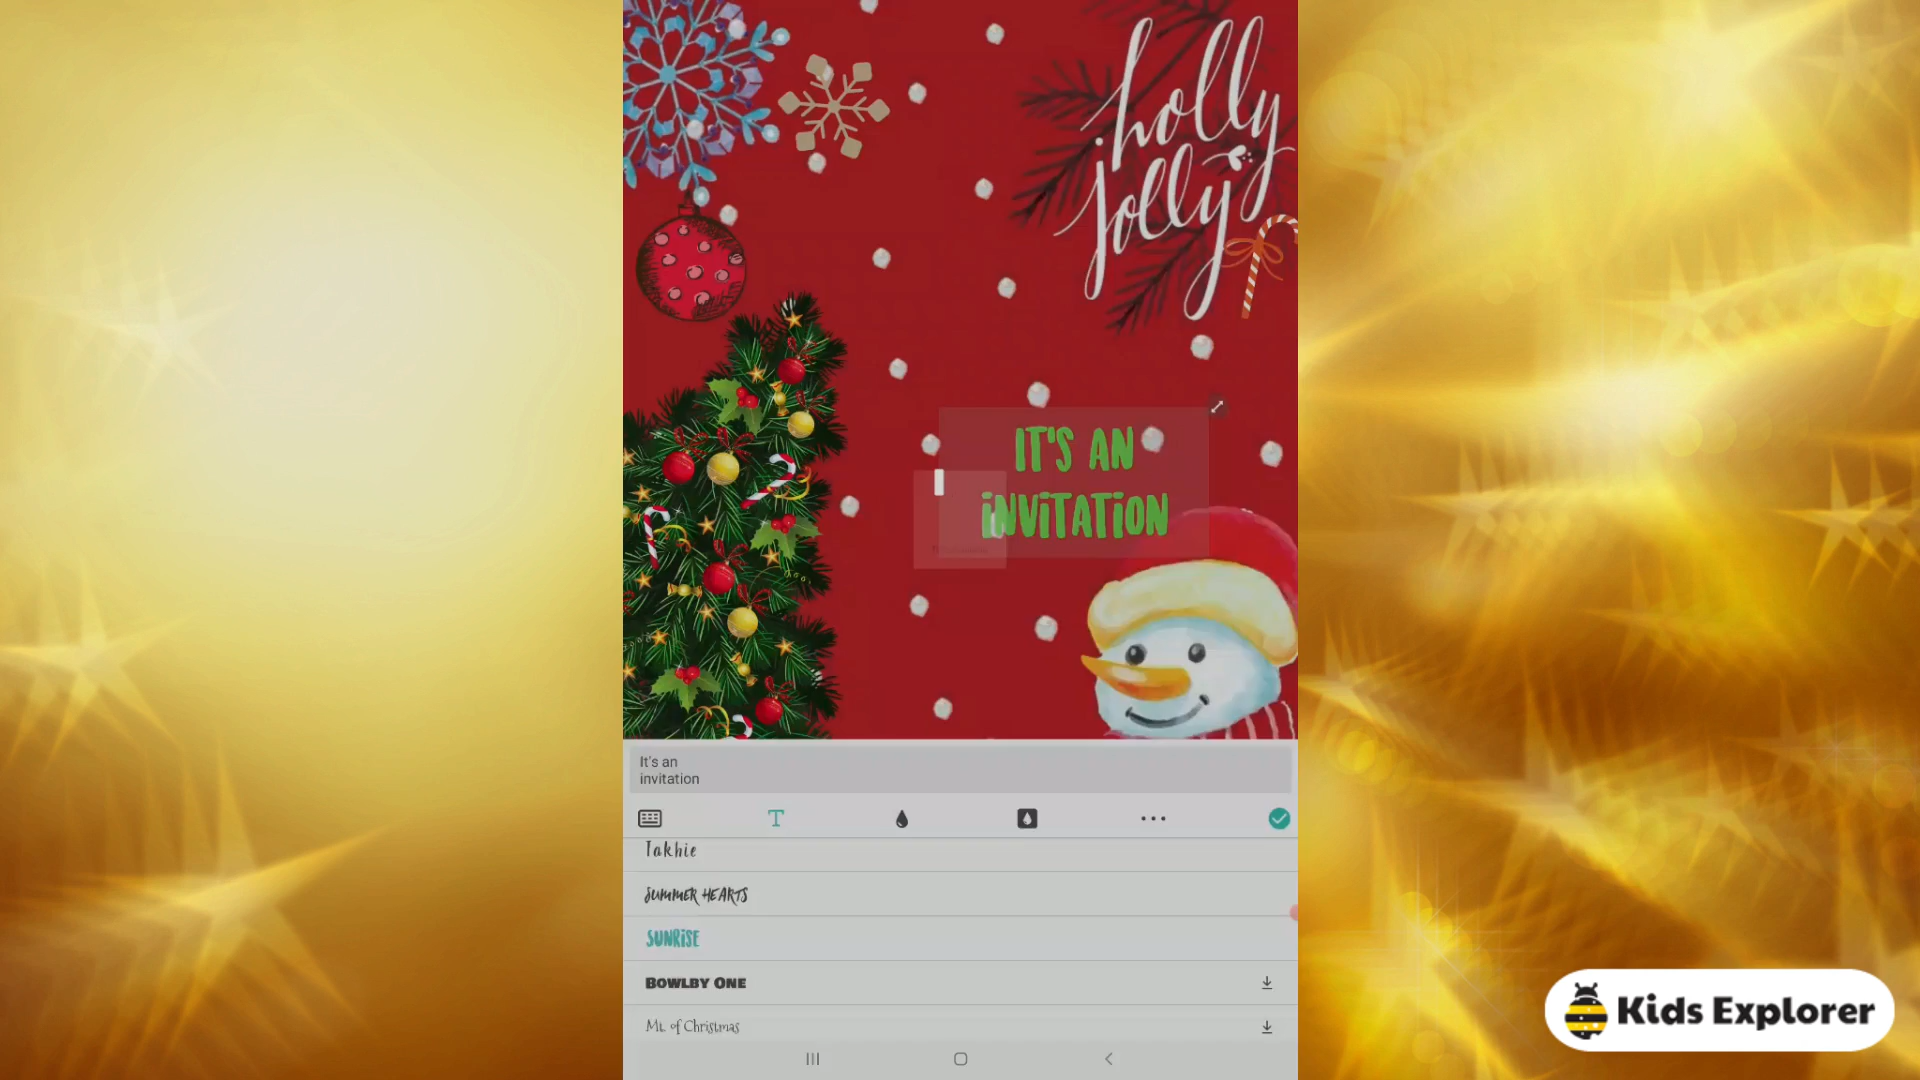 holly
jolly
IT'S AN
iNViTATiON
It's an
invitation
T
Takhie
SUMMER HEARTS
SUNRiSE
BOWLBY ONE
Mt. of Christmas
Kids Explorer